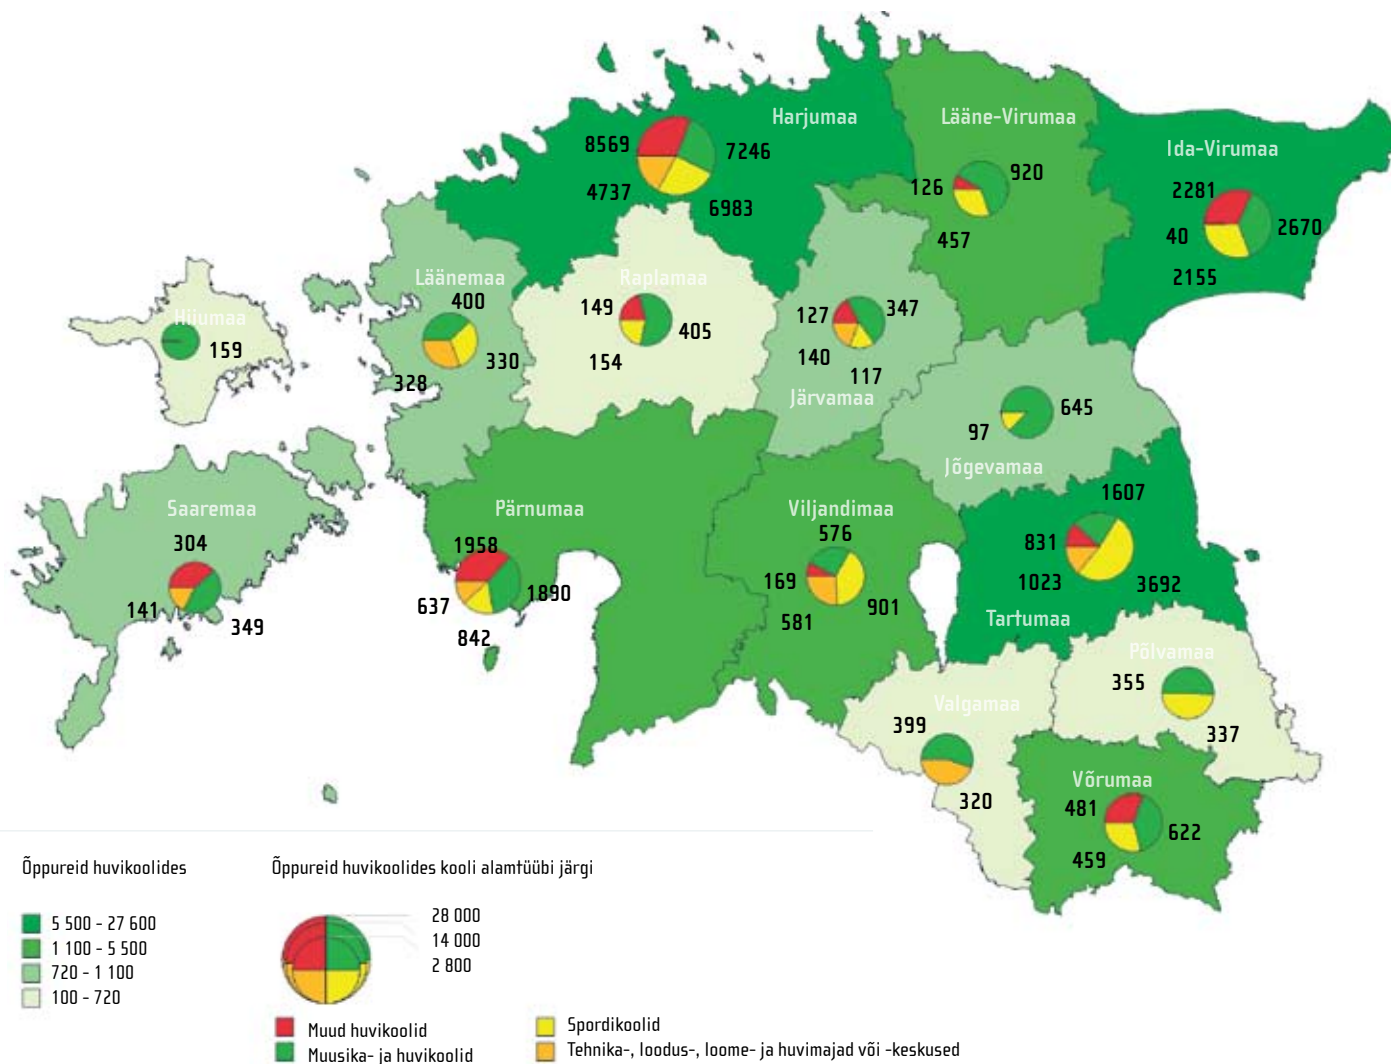 Harjumaa
8569
7246
4737
6983
Lääne-Virumaa
126
920
457
Ida-Virumaa
2281
2670
40
2155
Läänemaa
400
330
328
Raplamaa
149
405
154
127
347
140
117
Järvamaa
Hiiumaa
159
645
97
Jõgevamaa
Saaremaa
304
141
349
Pärnumaa
1958
637
1890
842
Viljandimaa
576
169
901
581
1607
831
1023
3692
Tartumaa
Põlvamaa
355
337
Valgamaa
399
320
Võrumaa
481
622
459
Õppureid huvikoolides
5 500 - 27 600
1 100 - 5 500
720 - 1 100
100 - 720
Õppureid huvikoolides kooli alamtüübi järgi
28 000
14 000
2 800
Muud huvikoolid
Muusika- ja huvikoolid
Spordikoolid
Tehnika-, loodus-, loome- ja huvimajad või -keskused